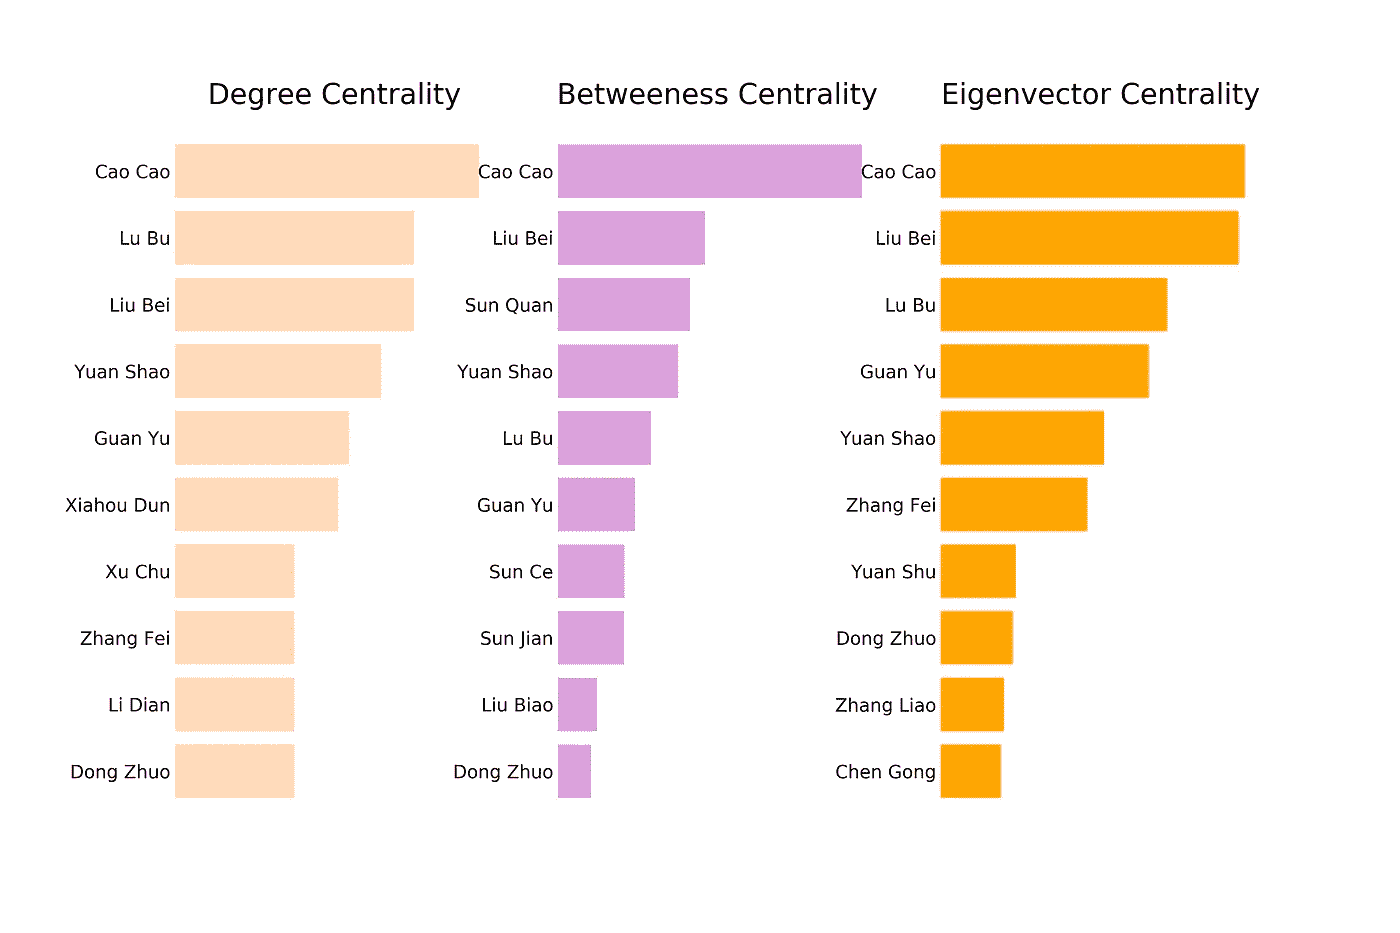 Degree Centrality
Cao Cao
Lu Bu
Liu Bei
Yuan Shao
Guan Yu
Xiahou Dun
Xu Chu
Zhang Fei
Li Dian
Dong Zhuo
Betweeness Centrality
Cao Cao
Liu Bei
Sun Quan
Yuan Shao
Lu Bu
Guan Yu
Sun Ce
Sun Jian
Liu Biao
Dong Zhuo
Eigenvector Centrality
Cao Cao
Liu Bei
Lu Bu
Guan Yu
Yuan Shao
Zhang Fei
Yuan Shu
Dong Zhuo
Zhang Liao
Chen Gong